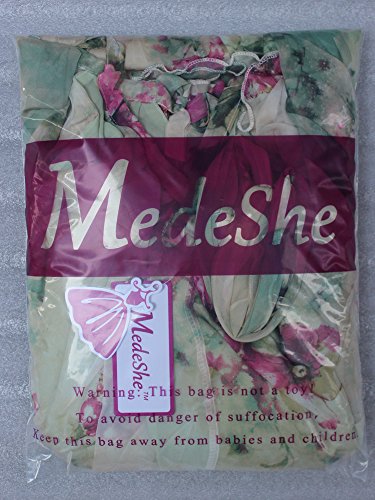 MedeShe
MedeShe™
Warning: This bag is not a toy!
To avoid danger of suffocation,
Keep this bag away from babies and children.